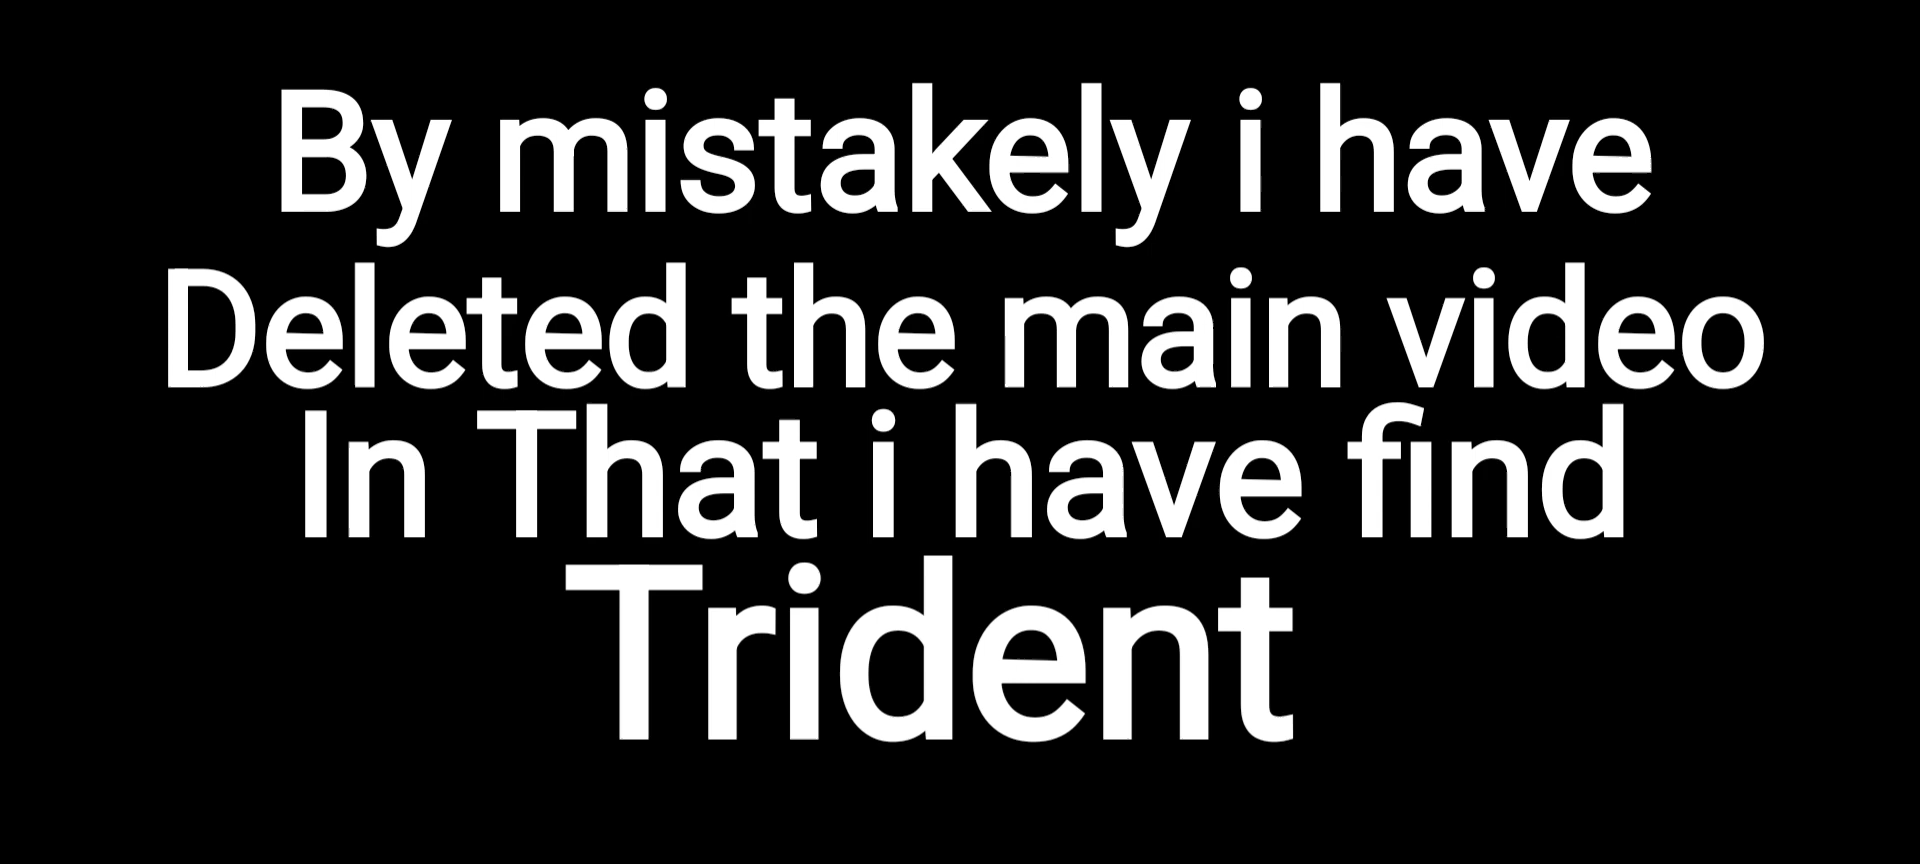 By mistakely i have
Deleted the main video
In That i have find
Trident